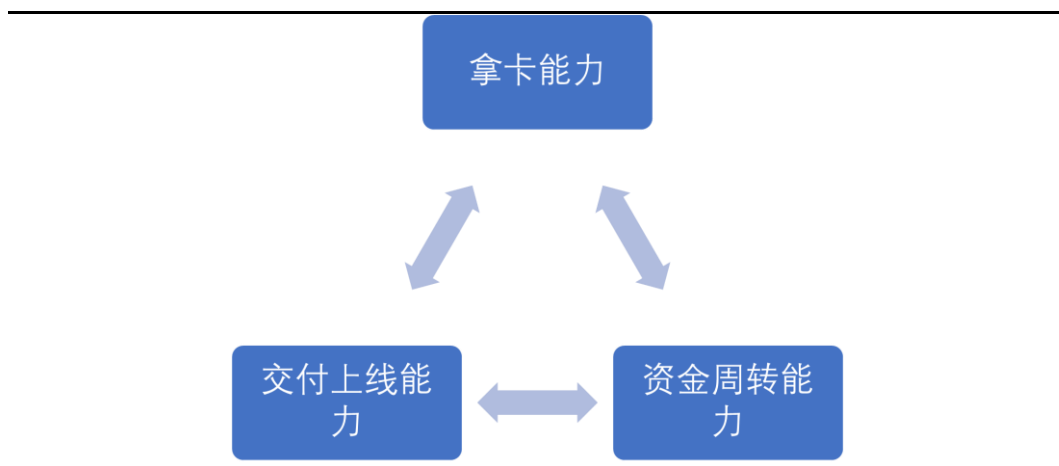 拿卡能力
交付上线能
力
资金周转能
力